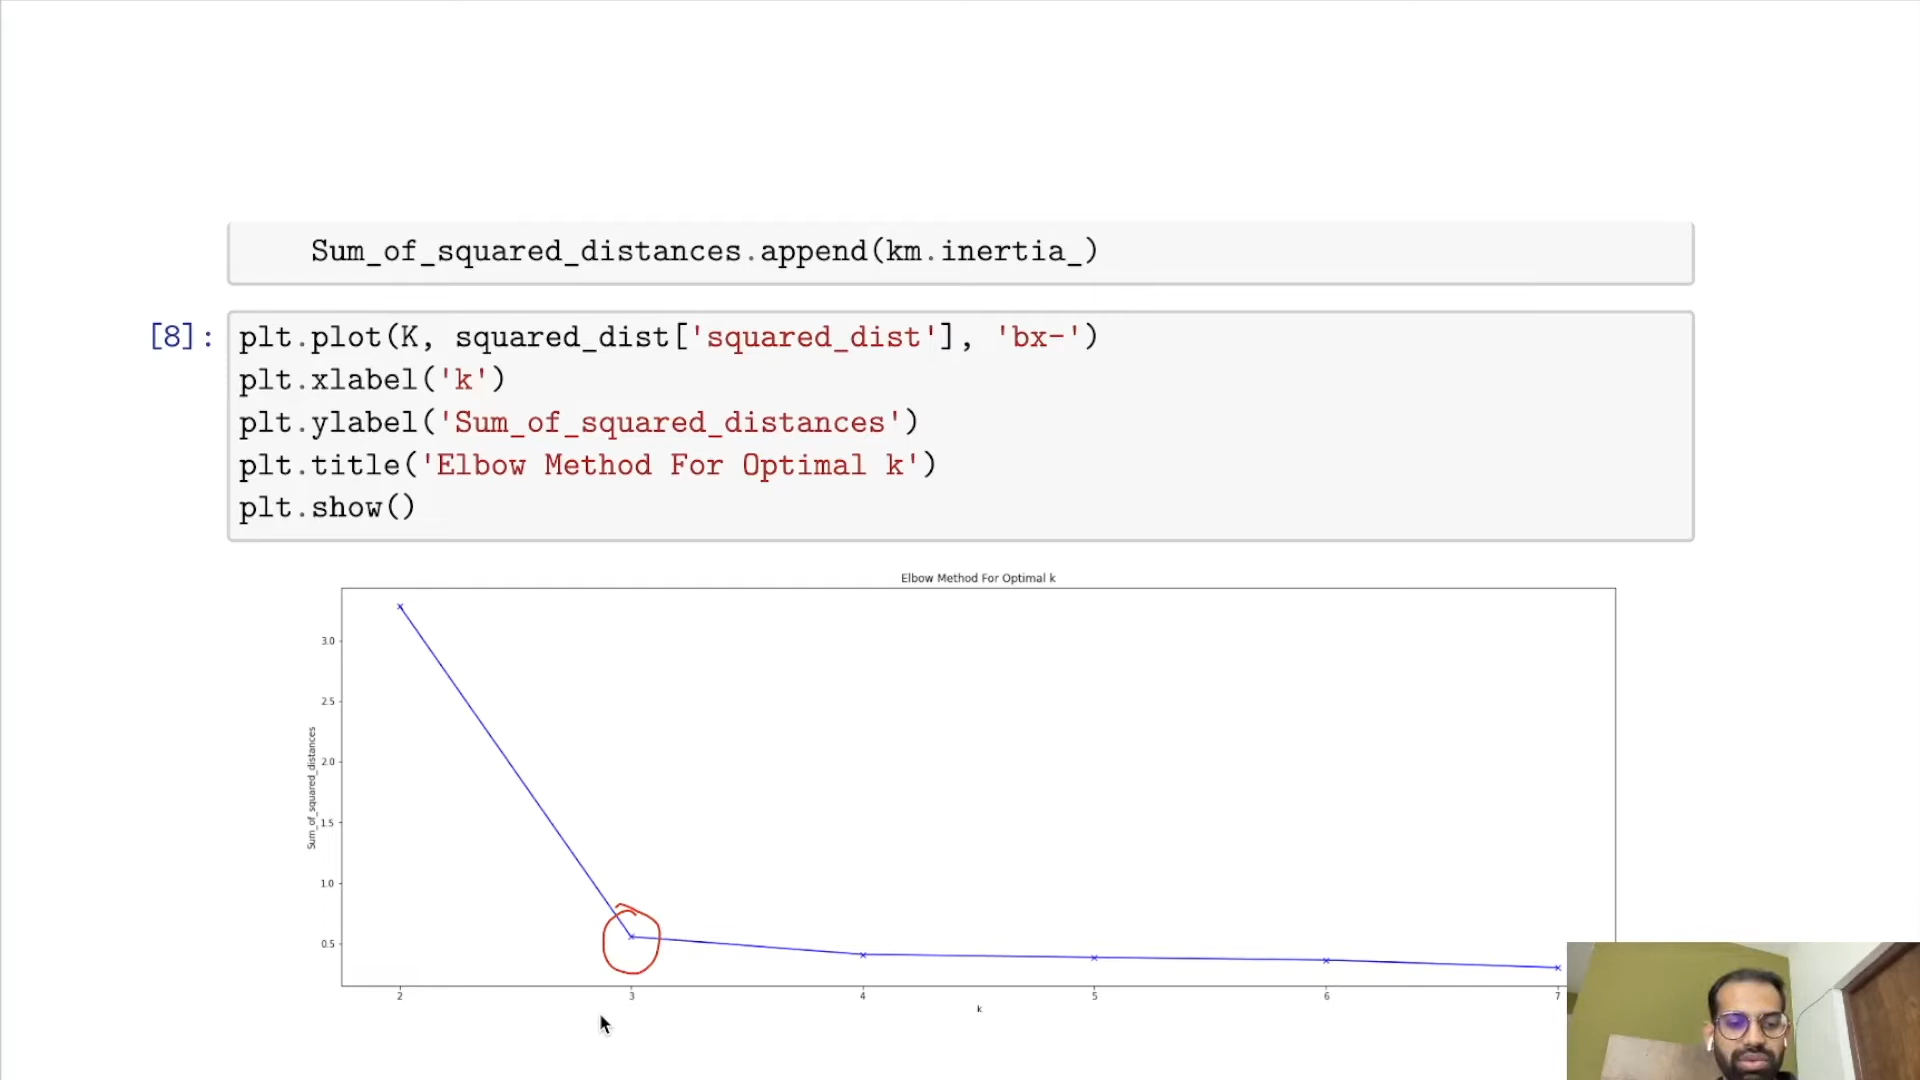 Sum_of_squared_distances.append(km.inertia_)
[8]: plt.plot(K, squared_dist['squared_dist'], 'bx-')
plt.xlabel('k')
plt.ylabel('Sum_of_squared_distances')
plt.title('Elbow Method For Optimal k')
plt.show()
Elbow Method For Optimal k
3.0
2.5
2.0
1.5
1.0
0.5
Sum_of_squared_distances
2 3 4 5 6 7
k